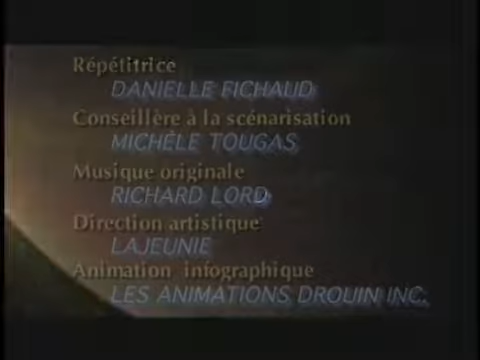 Répétitrice
DANIELLE FICHAUD
Conseillère à la scénarisation
MICHÈLE TOUGAS
Musique originale
RICHARD LORD
Direction artistique
LAJEUNIE
Animation infographique
LES ANIMATIONS DROUIN INC.